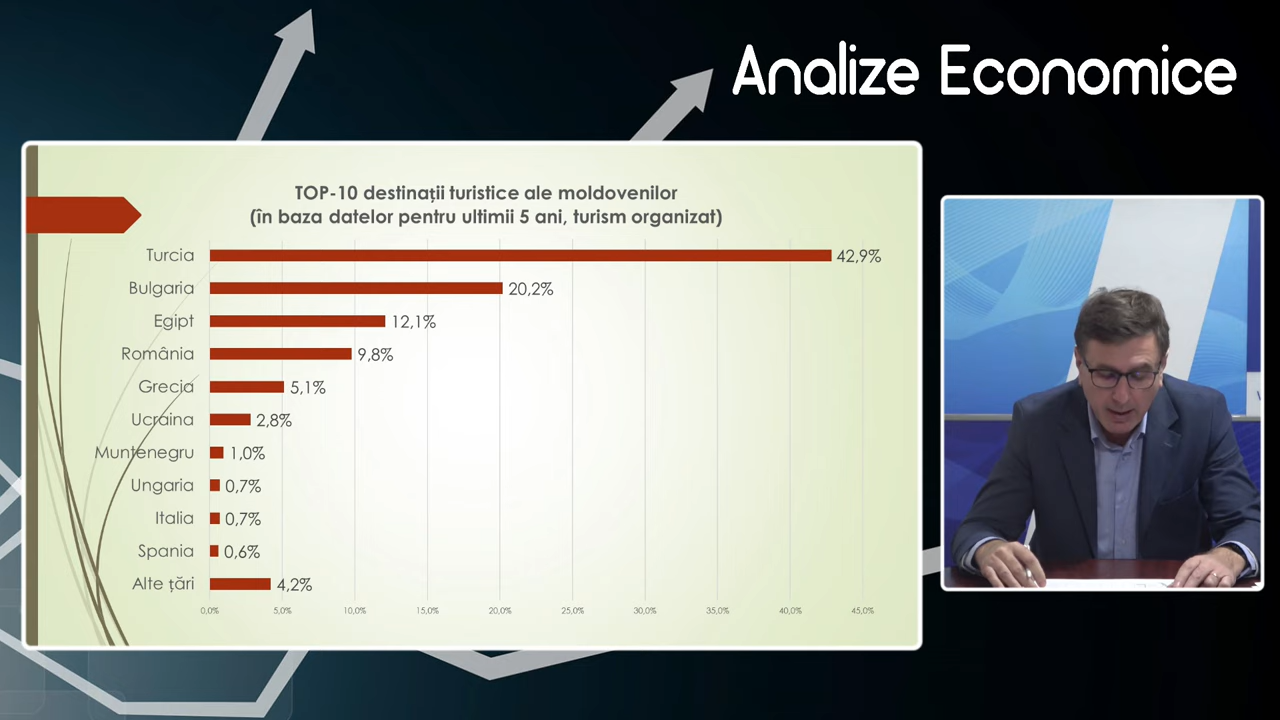 Analize Economice
TOP-10 destinații turistice ale moldovenilor
(în baza datelor pentru ultimii 5 ani, turism organizat)
Turcia 42,9%
Bulgaria 20,2%
Egipt 12,1%
România 9,8%
Grecia 5,1%
Ucraina 2,8%
Muntenegru 1,0%
Ungaria 0,7%
Italia 0,7%
Spania 0,6%
Alte țări 4,2%
0,0% 5,0% 10,0% 15,0% 20,0% 25,0% 30,0% 35,0% 40,0% 45,0%